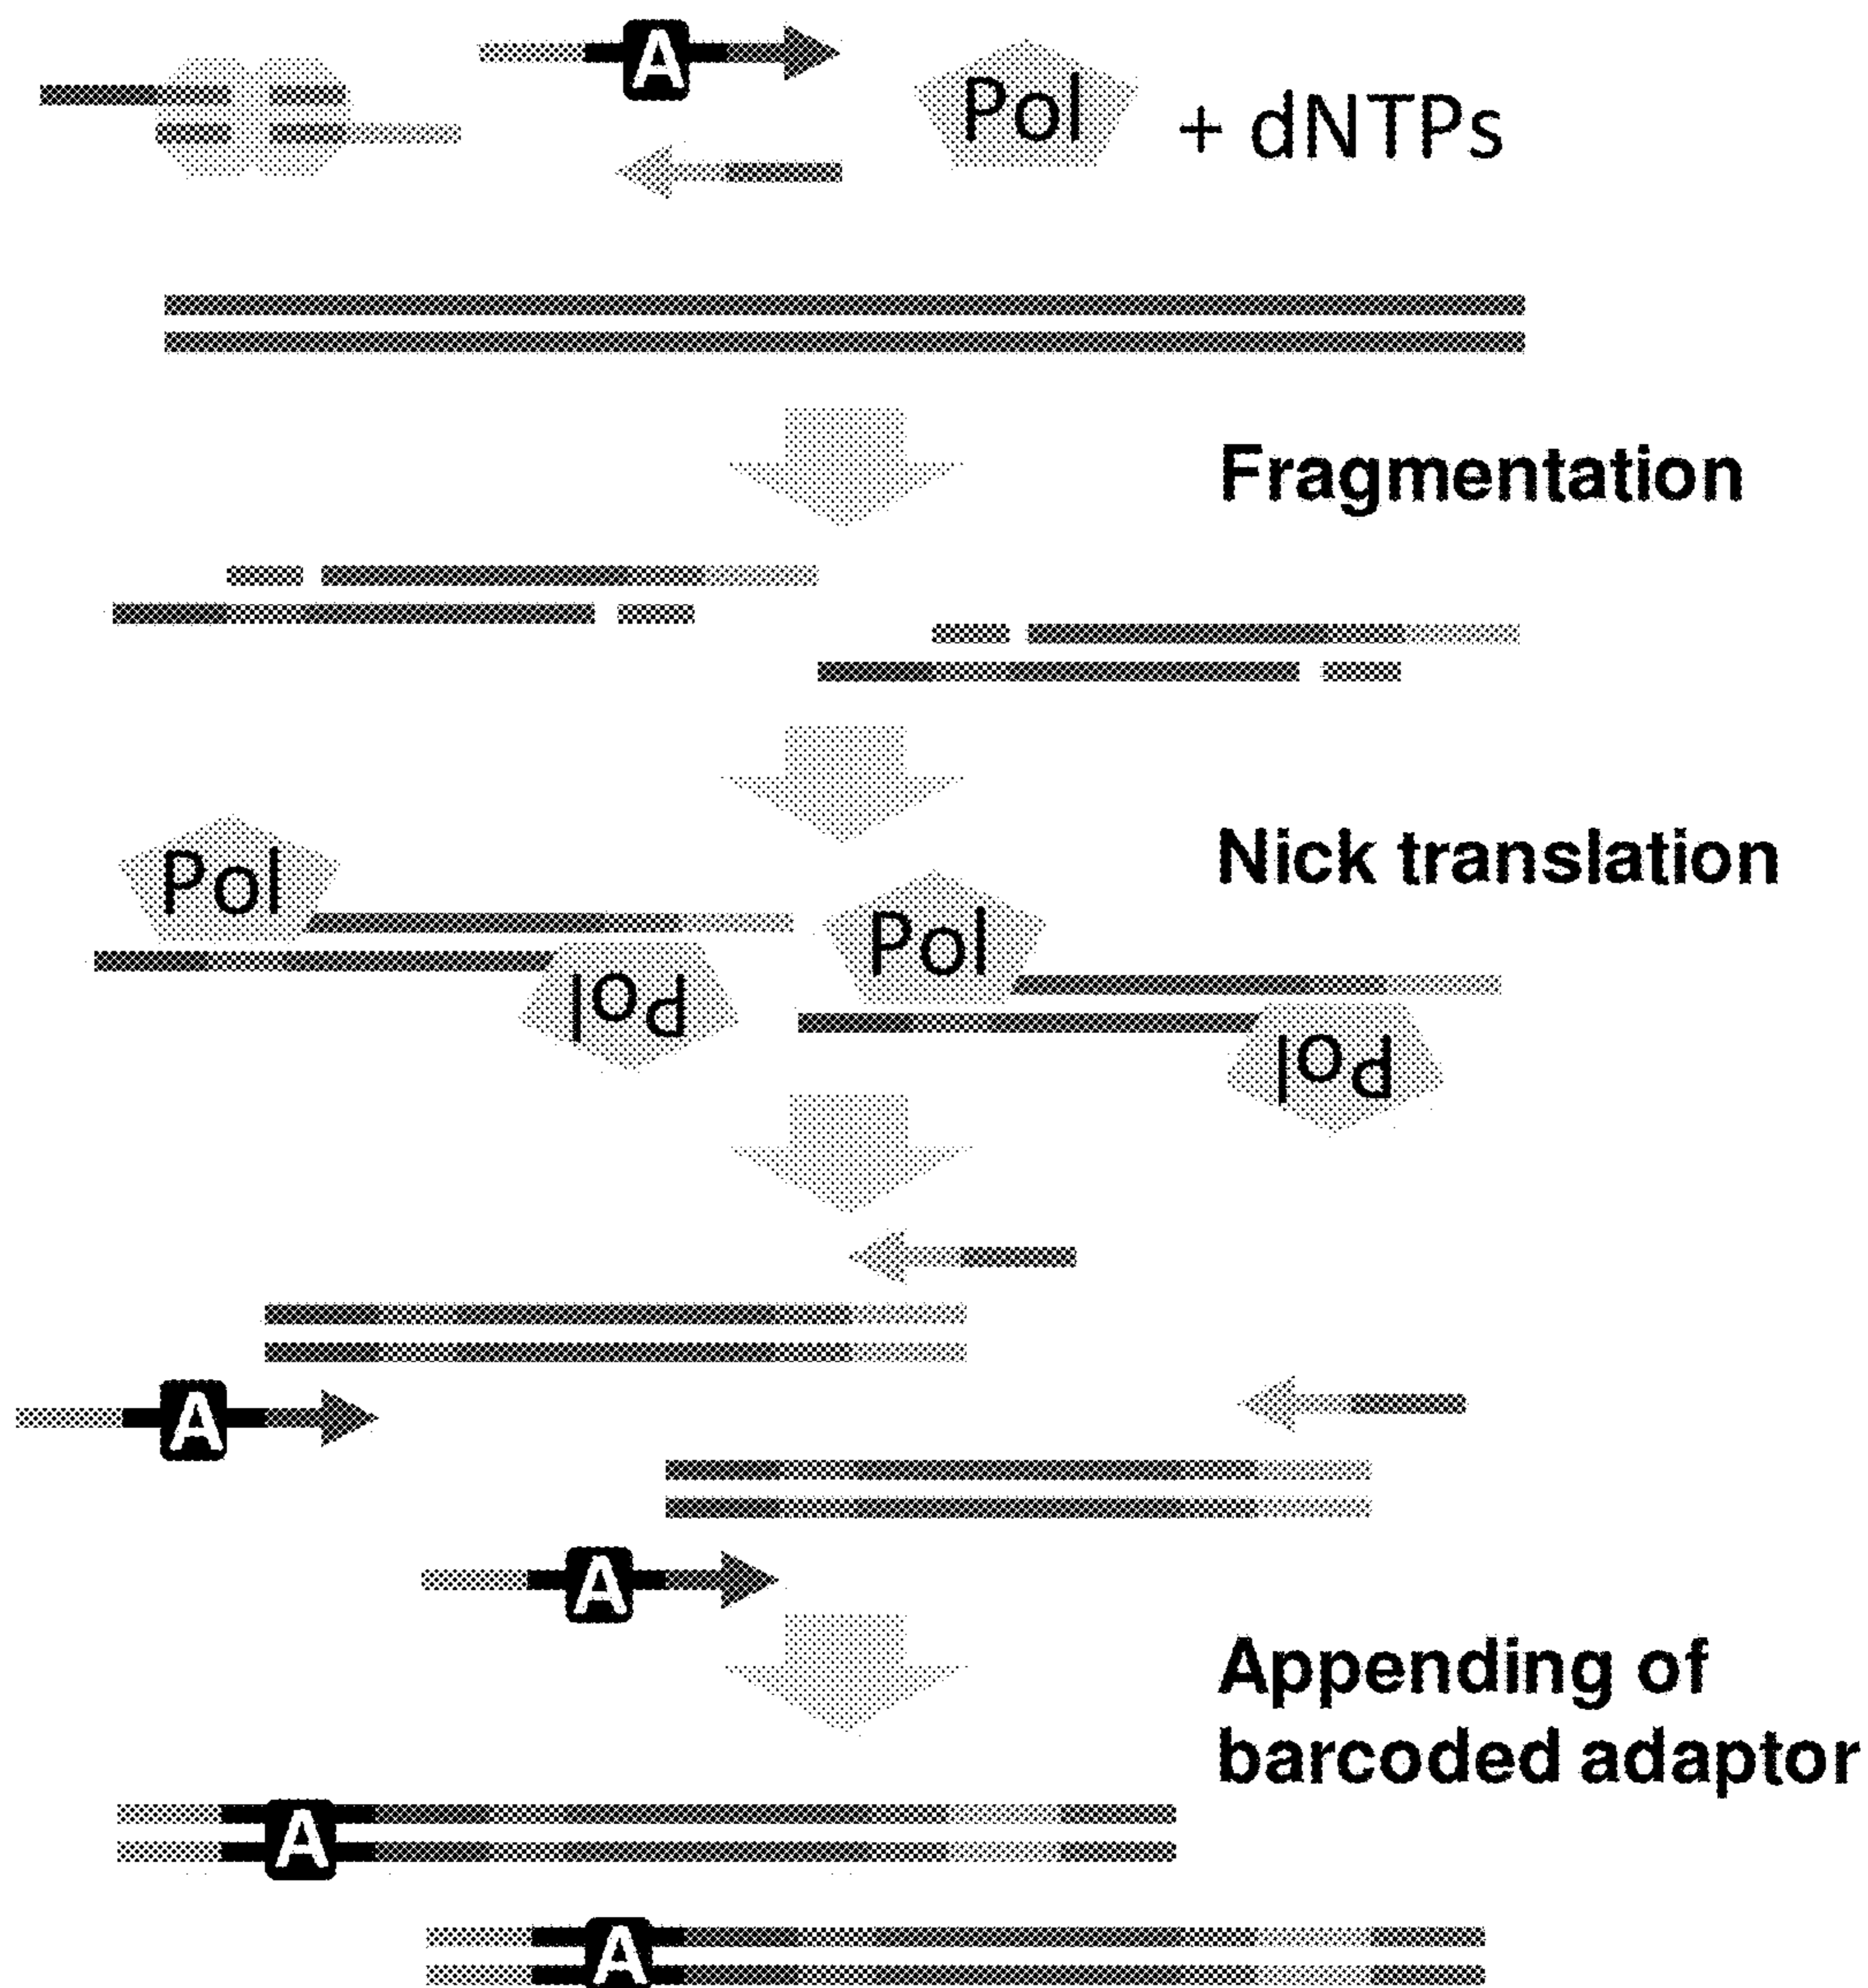 A
Pol + dNTPs
Fragmentation
Nick translation
Pol
Pol
Pol
Pol
A
A
Appending of
barcoded adaptor
A
A